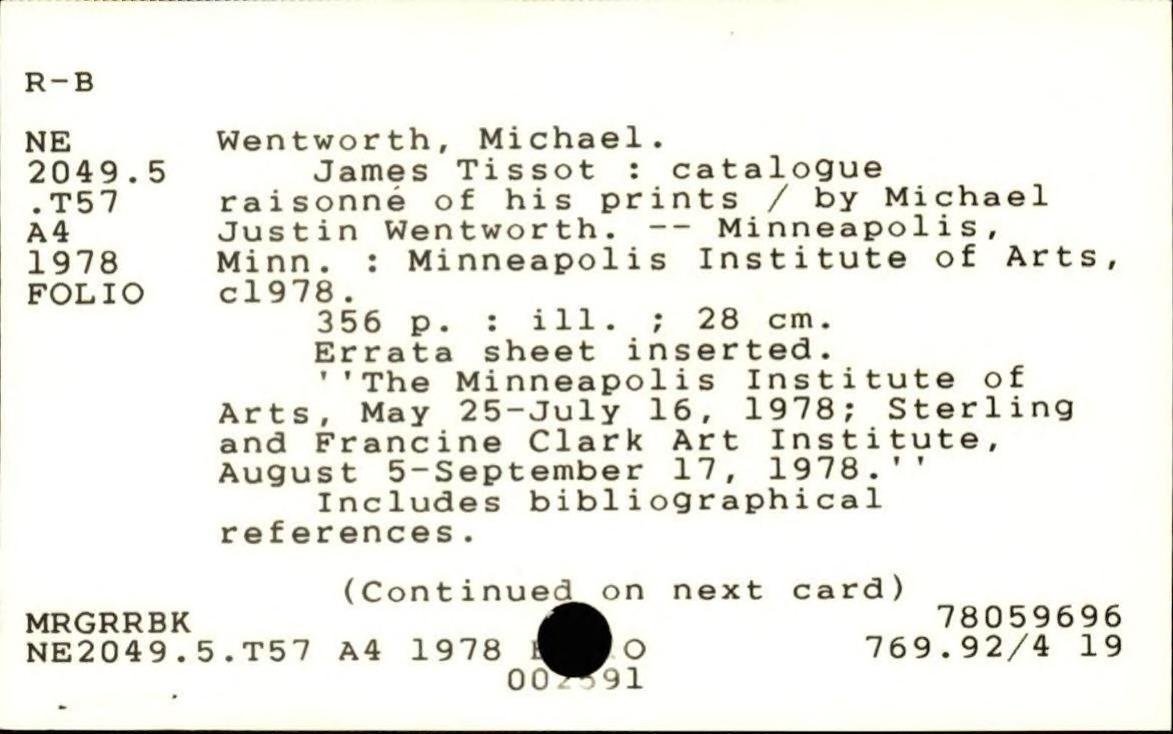 R-B
NE Wentworth, Michael.
2049.5 James Tissot : catalogue
.T57 raisonné of his prints / by Michael
A4 Justin Wentworth. -- Minneapolis,
1978 Minn. : Minneapolis Institute of Arts,
FOLIO c1978.
356 p. : ill. ; 28 cm.
Errata sheet inserted.
''The Minneapolis Institute of
Arts, May 25-July 16, 1978; Sterling
and Francine Clark Art Institute,
August 5-September 17, 1978.''
Includes bibliographical
references.
(Continued on next card)
MRGRRBK 78059696
NE2049.5.T57 A4 1978 769.92/4 19